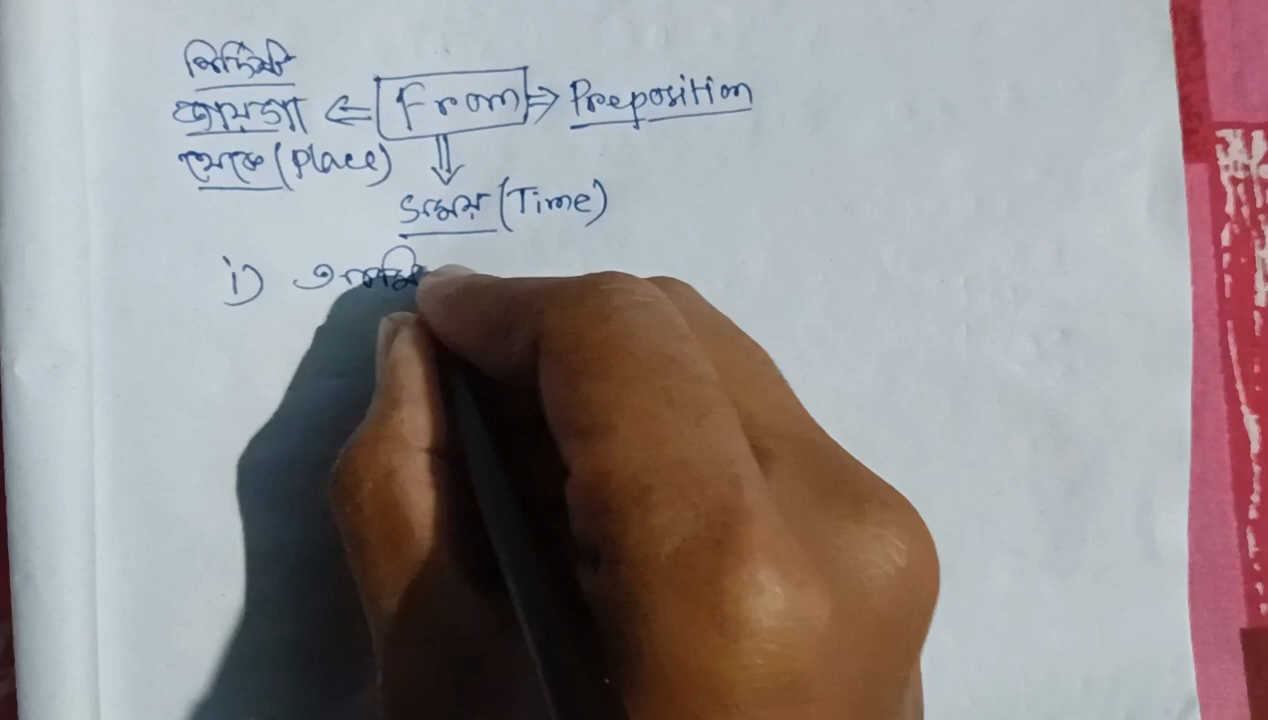 নির্দিষ্ট
জায়গা ⇐ From ⇒ Preposition
থেকে (Place) ⇓
সময় (Time)
i)